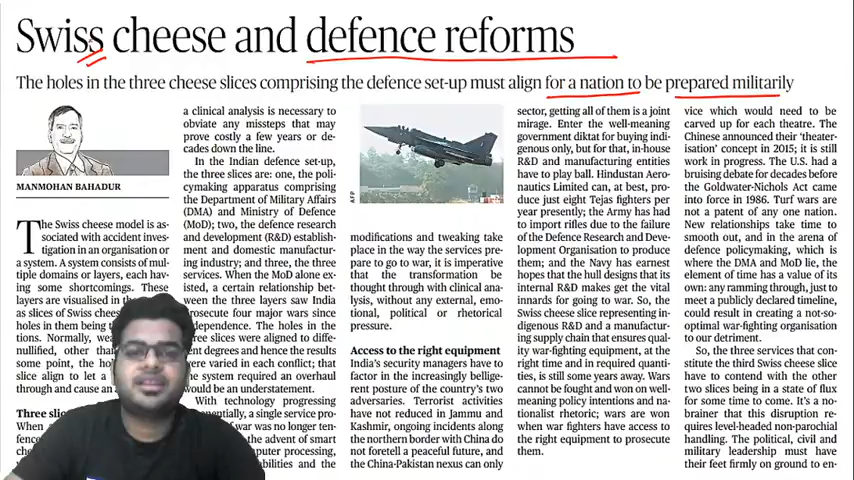 Swiss cheese and defence reforms
The holes in the three cheese slices comprising the defence set-up must align for a nation to be prepared militarily
MANMOHAN BAHADUR
The Swiss cheese model is as-
sociated with accident inves-
tigation in an organisation or
a system. A system consists of mul-
tiple domains or layers, each hav-
ing some shortcomings. These
layers are visualised in the
as slices of Swiss chees
holes in them being t
tions. Normally, wea
nullified, other tha
some point, the ho
slice align to let a
through and cause an
Three slic
When
fence
che
sys
a clinical analysis is necessary to
obviate any missteps that may
prove costly a few years or de-
cades down the line.
In the Indian defence set-up,
the three slices are: one, the poli-
cymaking apparatus comprising
the Department of Military Affairs
(DMA) and Ministry of Defence
(MoD); two, the defence research
and development (R&D) establish-
ment and domestic manufactur-
ing industry; and three, the three
services. When the MoD alone ex-
isted, a certain relationship bet-
ween the three layers saw India
prosecute four major wars since
Independence. The holes in the
three slices were aligned to differ-
ent degrees and hence the results
were varied in each conflict; that
the system required an overhaul
would be an understatement.
With technology progressing
exponentially, a single service pro-
of war was no longer ten-
the advent of smart
computer processing,
abilities and the
AFP
modifications and tweaking take
place in the way the services pre-
pare to go to war, it is imperative
that the transformation be
thought through with clinical ana-
lysis, without any external, emo-
tional, political or rhetorical
pressure.
Access to the right equipment
India's security managers have to
factor in the increasingly bellige-
rent posture of the country's two
adversaries. Terrorist activities
have not reduced in Jammu and
Kashmir, ongoing incidents along
the northern border with China do
not foretell a peaceful future, and
the China-Pakistan nexus can only
sector, getting all of them is a joint
mirage. Enter the well-meaning
government diktat for buying indi-
genous only, but for that, in-house
R&D and manufacturing entities
have to play ball. Hindustan Aero-
nautics Limited can, at best, pro-
duce just eight Tejas fighters per
year presently; the Army has had
to import rifles due to the failure
of the Defence Research and Deve-
lopment Organisation to produce
them; and the Navy has earnest
hopes that the hull designs that its
internal R&D makes get the vital
innards for going to war. So, the
Swiss cheese slice representing in-
digenous R&D and a manufactur-
ing supply chain that ensures qual-
ity war-fighting equipment, at the
right time and in required quanti-
ties, is still some years away. Wars
cannot be fought and won on well-
meaning policy intentions and na-
tionalist rhetoric; wars are won
when war fighters have access to
the right equipment to prosecute
them.
vice which would need to be
carved up for each theatre. The
Chinese announced their 'theater-
isation' concept in 2015; it is still
work in progress. The U.S. had a
bruising debate for decades before
the Goldwater-Nichols Act came
into force in 1986. Turf wars are
not a patent of any one nation.
New relationships take time to
smooth out, and in the arena of
defence policymaking, which is
where the DMA and MoD lie, the
element of time has a value of its
own: any ramming through, just to
meet a publicly declared timeline,
could result in creating a not-so-
optimal war-fighting organisation
to our detriment.
So, the three services that con-
stitute the third Swiss cheese slice
have to contend with the other
two slices being in a state of flux
for some time to come. It's a no-
brainer that this disruption re-
quires level-headed non-parochial
handling. The political, civil and
military leadership must have
their feet firmly on ground to en-